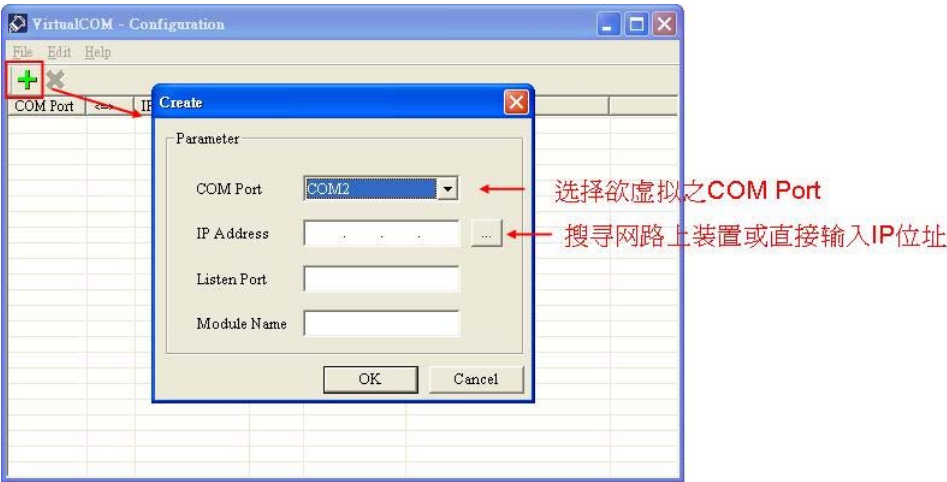 VirtualCOM - Configuration
File Edit Help
COM Port <=> IP
Create
Parameter
COM Port COM2
选择欲虚拟之COM Port
IP Address . . . ...
搜寻网路上装置或直接输入IP位址
Listen Port
Module Name
OK Cancel